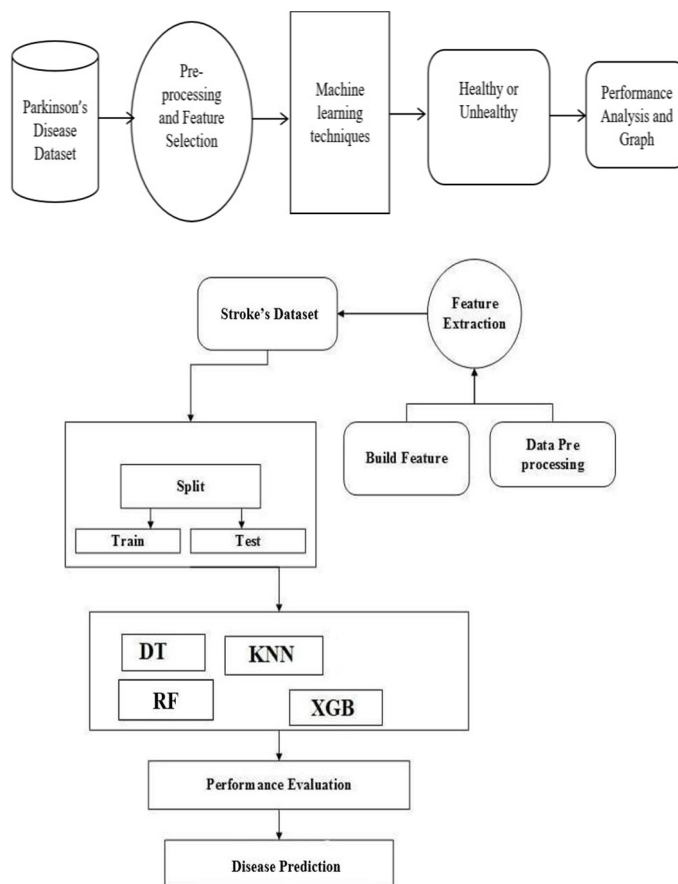 Parkinson's
Disease
Dataset
Pre-
processing
and Feature
Selection
Machine
learning
techniques
Healthy or
Unhealthy
Performance
Analysis and
Graph
Stroke's Dataset
Feature
Extraction
Build Feature
Data Pre
processing
Split
Train
Test
DT
KNN
RF
XGB
Performance Evaluation
Disease Prediction